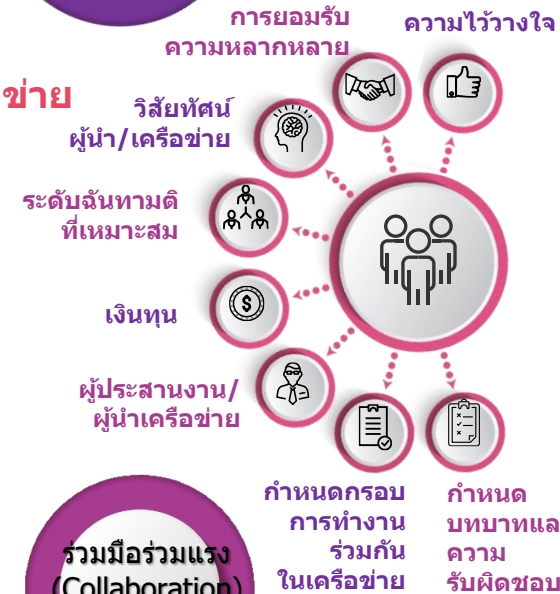 การยอมรับ
ความหลากหลาย
ความไว้วางใจ
ข่าย
วิสัยทัศน์
ผู้นำ/เครือข่าย
ระดับฉันทามติ
ที่เหมาะสม
เงินทุน
ผู้ประสานงาน/
ผู้นำเครือข่าย
กำหนดกรอบ
การทำงาน
ร่วมกัน
ในเครือข่าย
กำหนด
บทบาทแล
ความ
รับผิดชอบ
ร่วมมือร่วมแรง
(Collaboration)